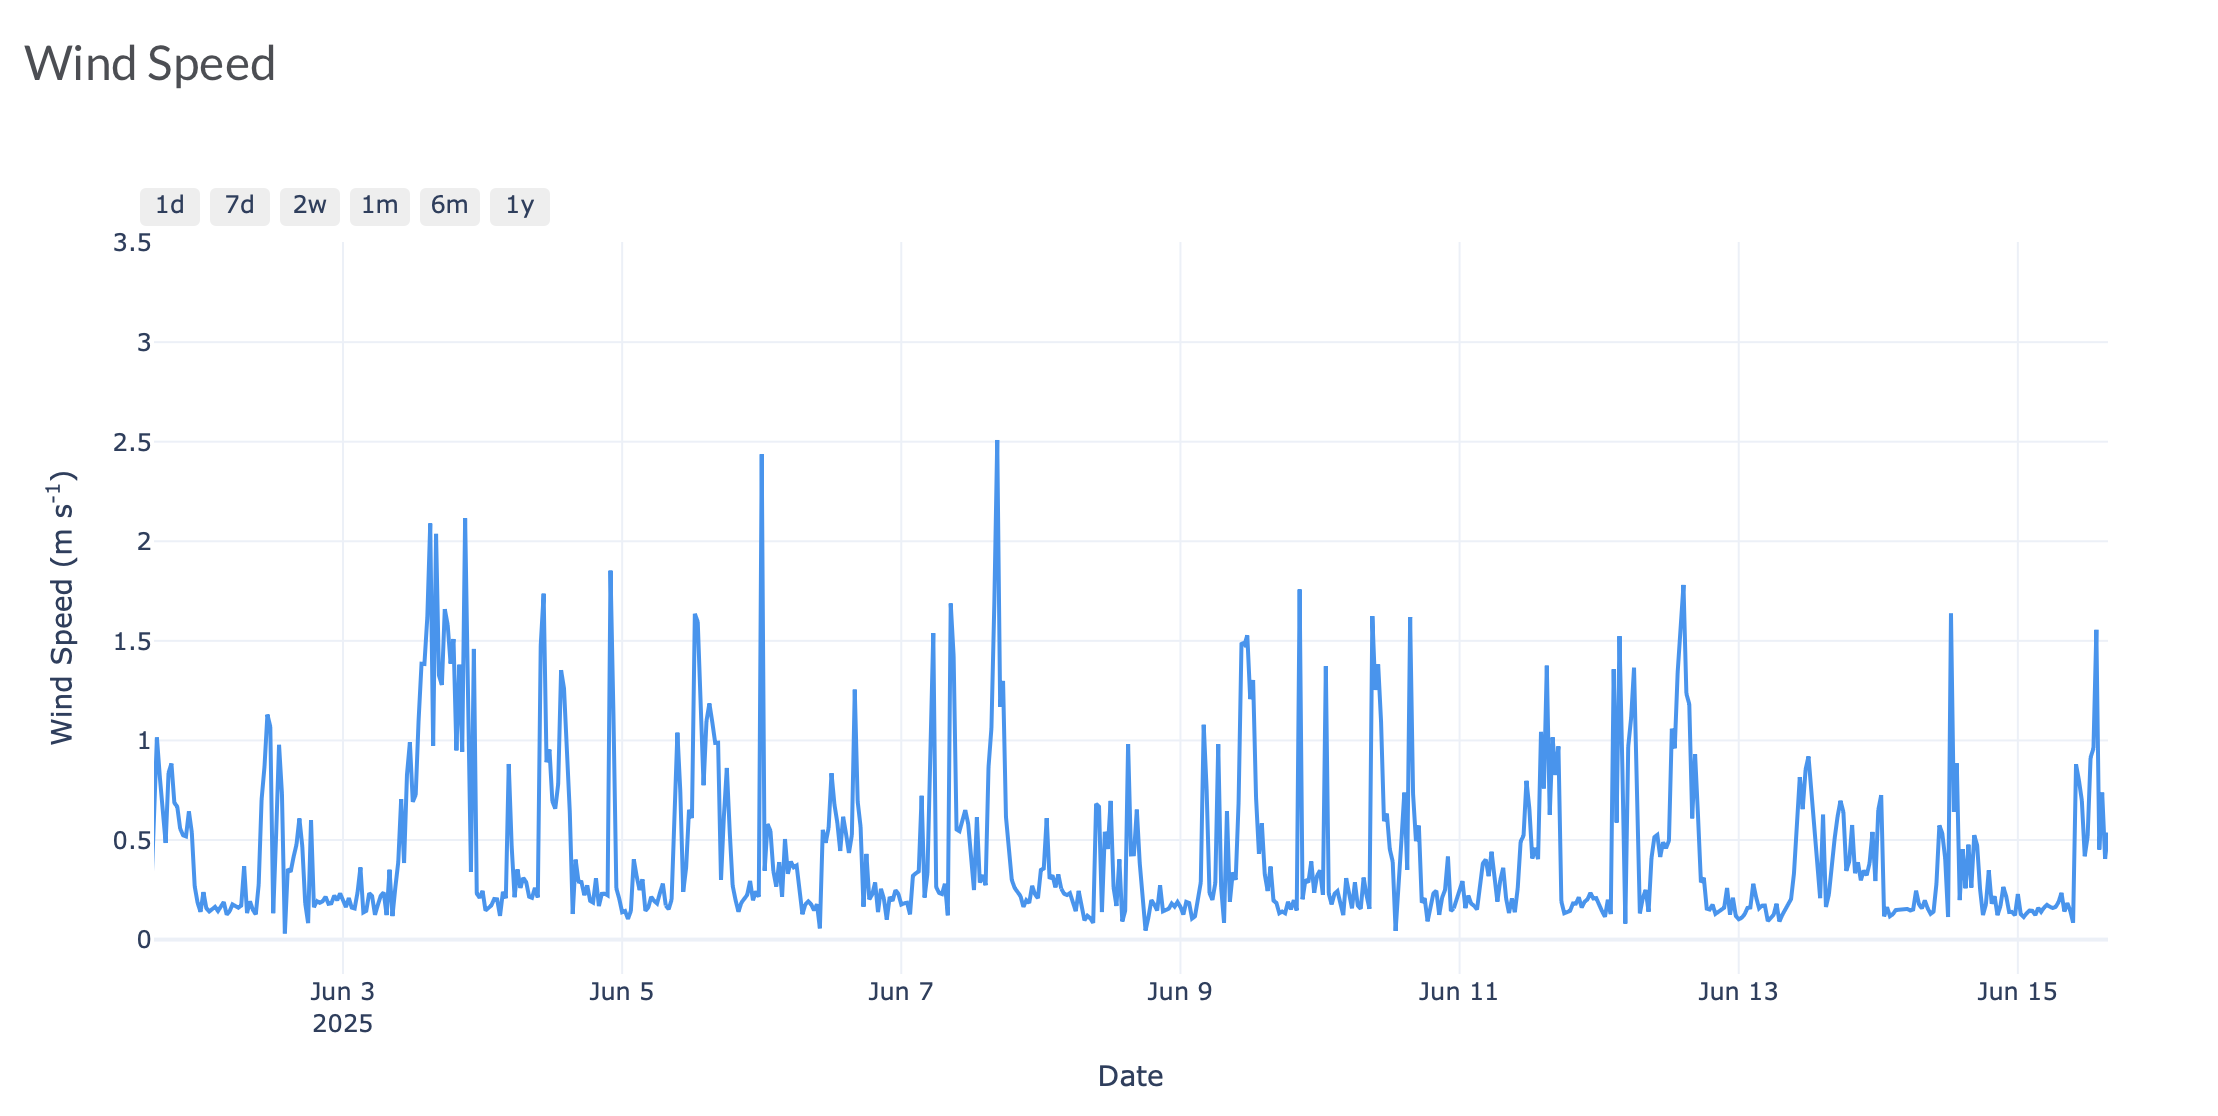 Wind Speed
1d 7d 2w 1m 6m 1y
3.5
3
2.5
2
1.5
1
0.5
0
Wind Speed (m s⁻¹)
Jun 3 Jun 5 Jun 7 Jun 9 Jun 11 Jun 13 Jun 15
2025
Date